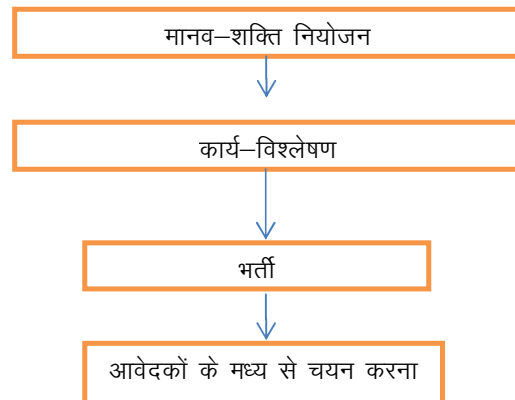 मानव–शक्ति नियोजन
कार्य–विश्लेषण
भर्ती
आवेदकों के मध्य से चयन करना